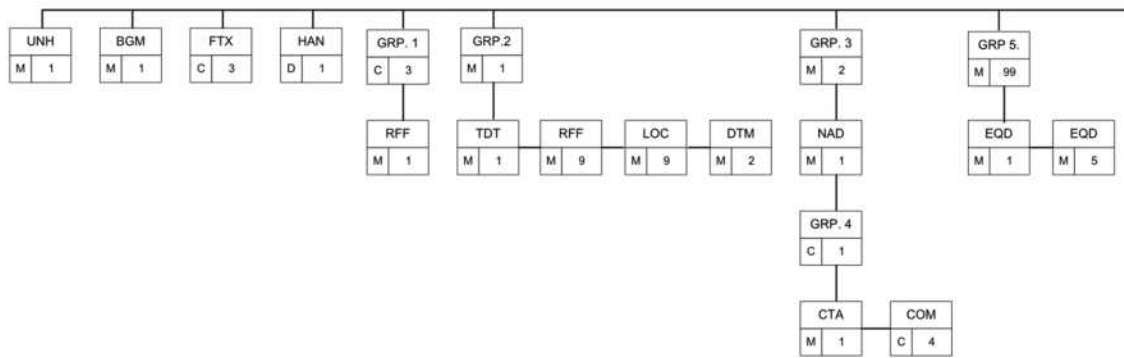 UNH BGM FTX HAN GRP. 1 GRP.2 GRP. 3 GRP 5.
M 1 M 1 C 3 D 1 C 3 M 1 M 2 M 99
RFF TDT RFF LOC DTM NAD EQD EQD
M 1 M 1 M 9 M 9 M 2 M 1 M 1 M 5
GRP. 4
C 1
CTA COM
M 1 C 4